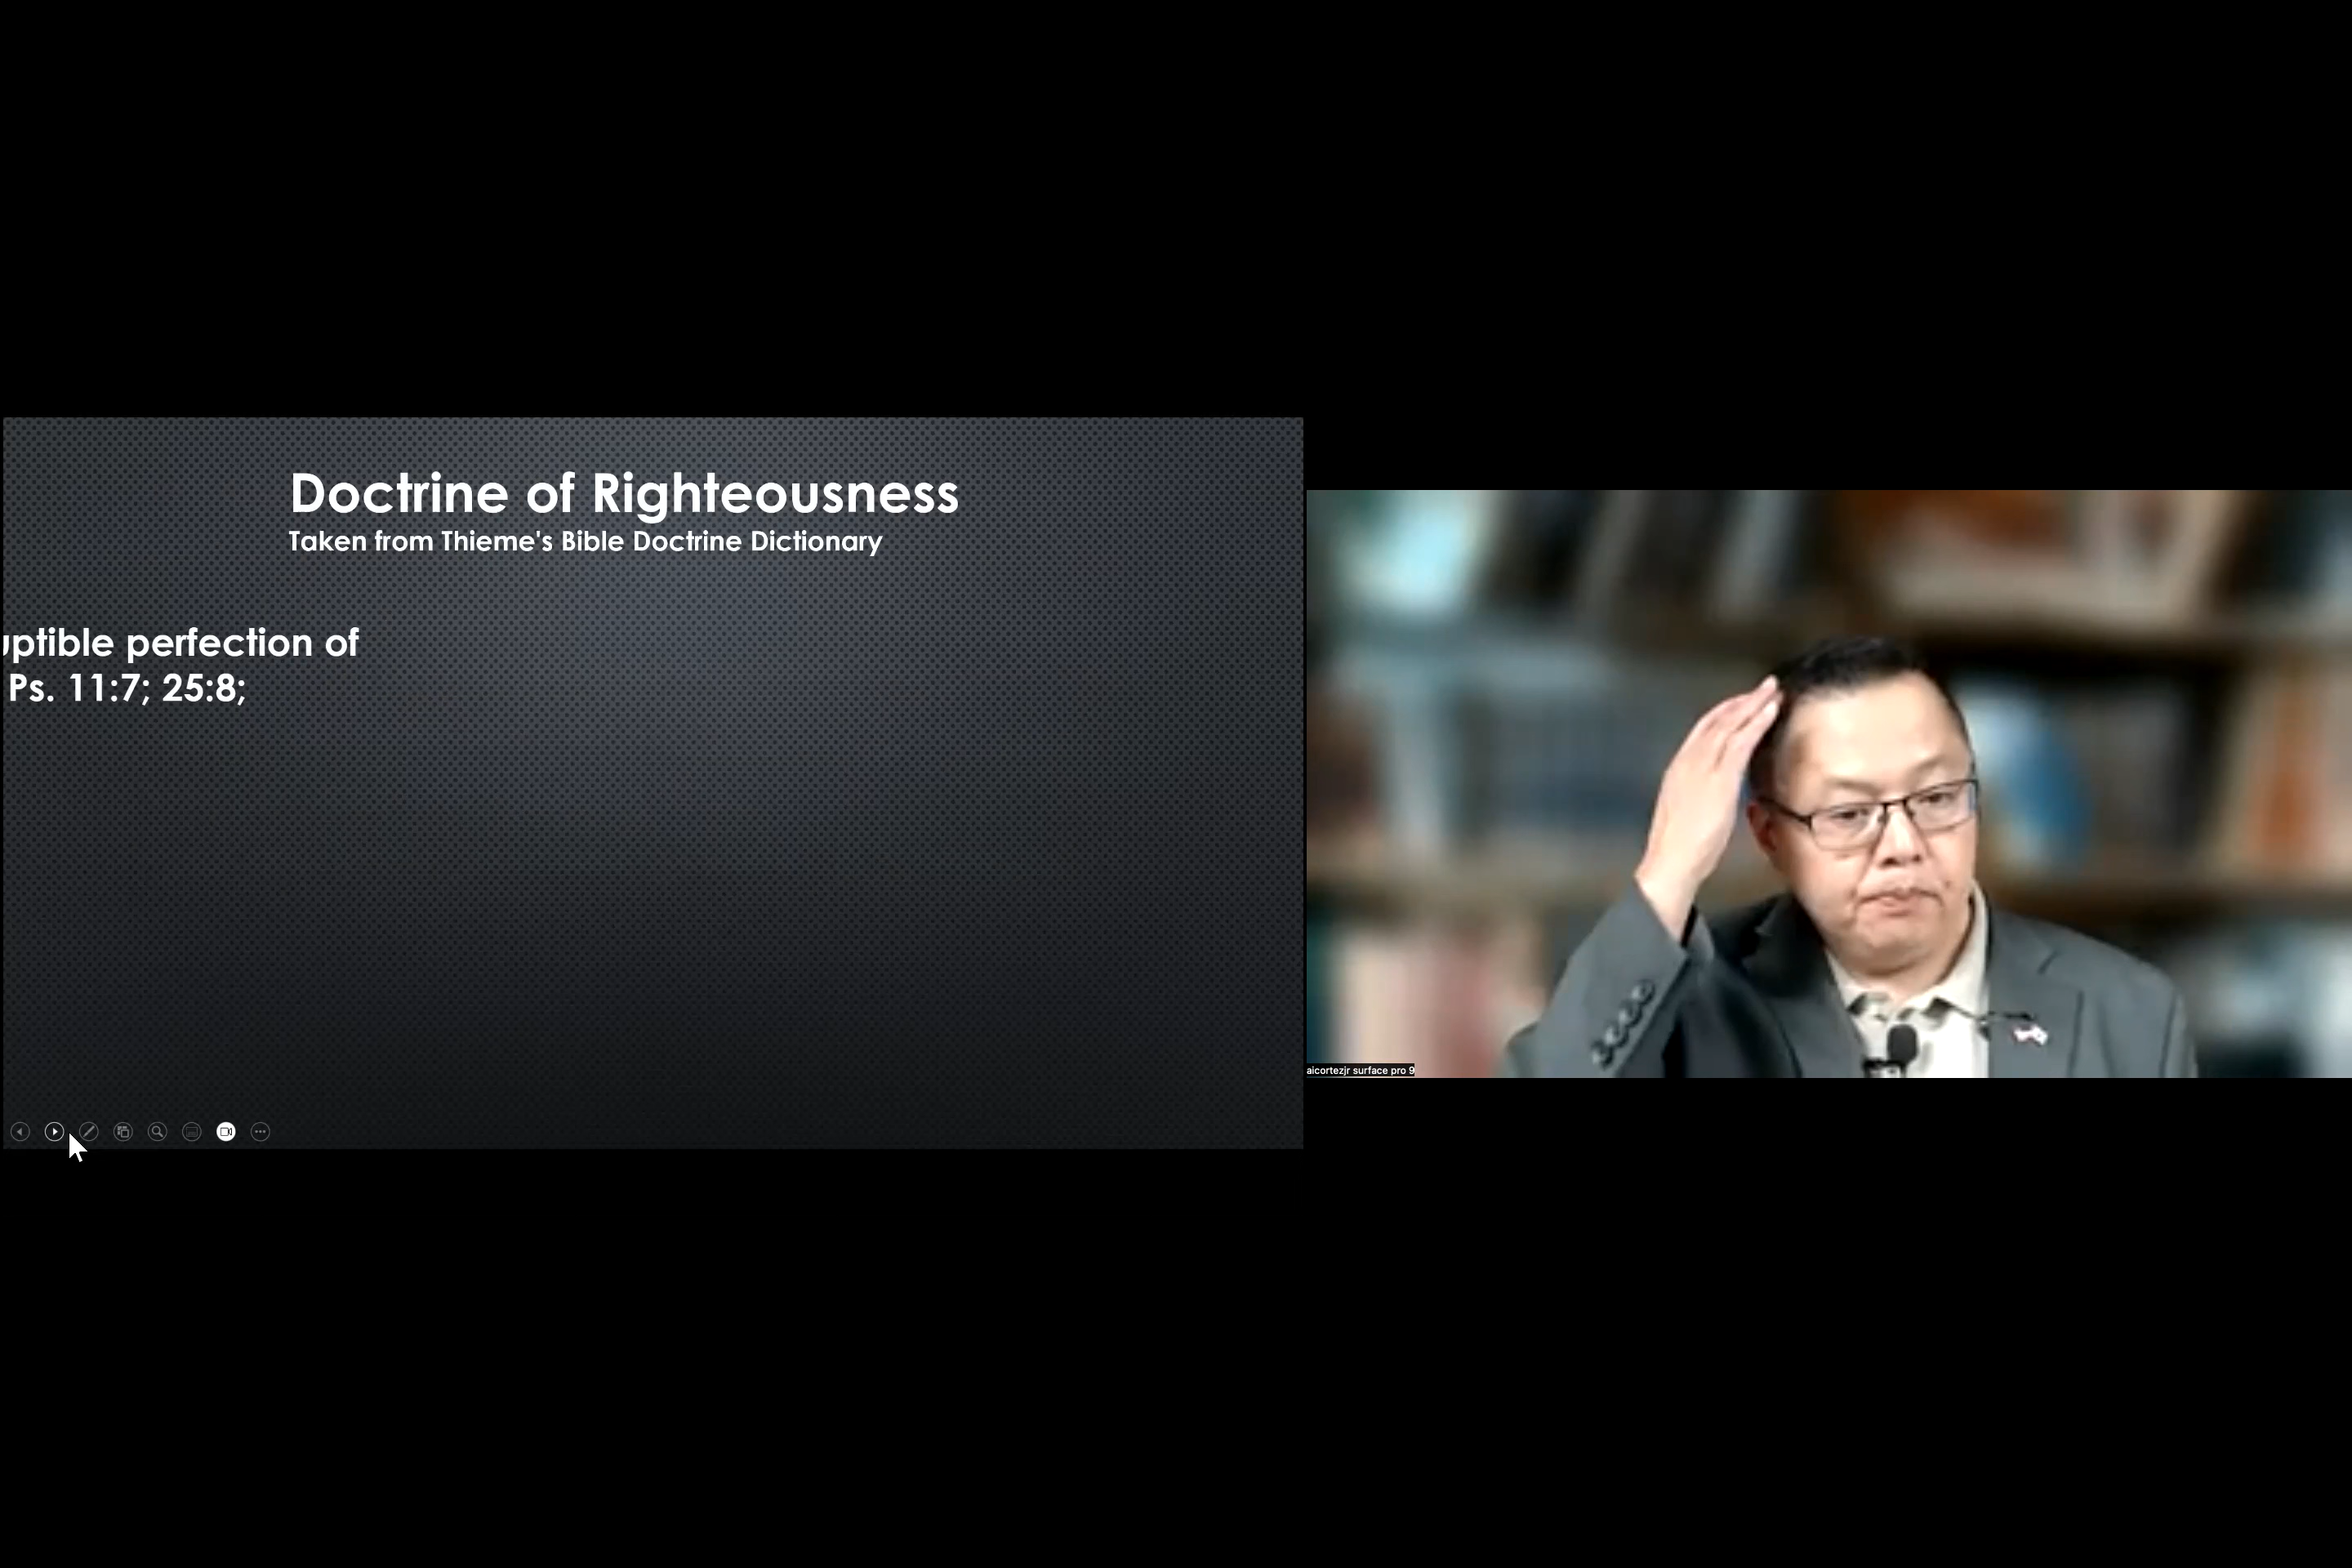 Doctrine of Righteousness
Taken from Thieme's Bible Doctrine Dictionary
uptible perfection of
Ps. 11:7; 25:8;
aicortezjr surface pro 9